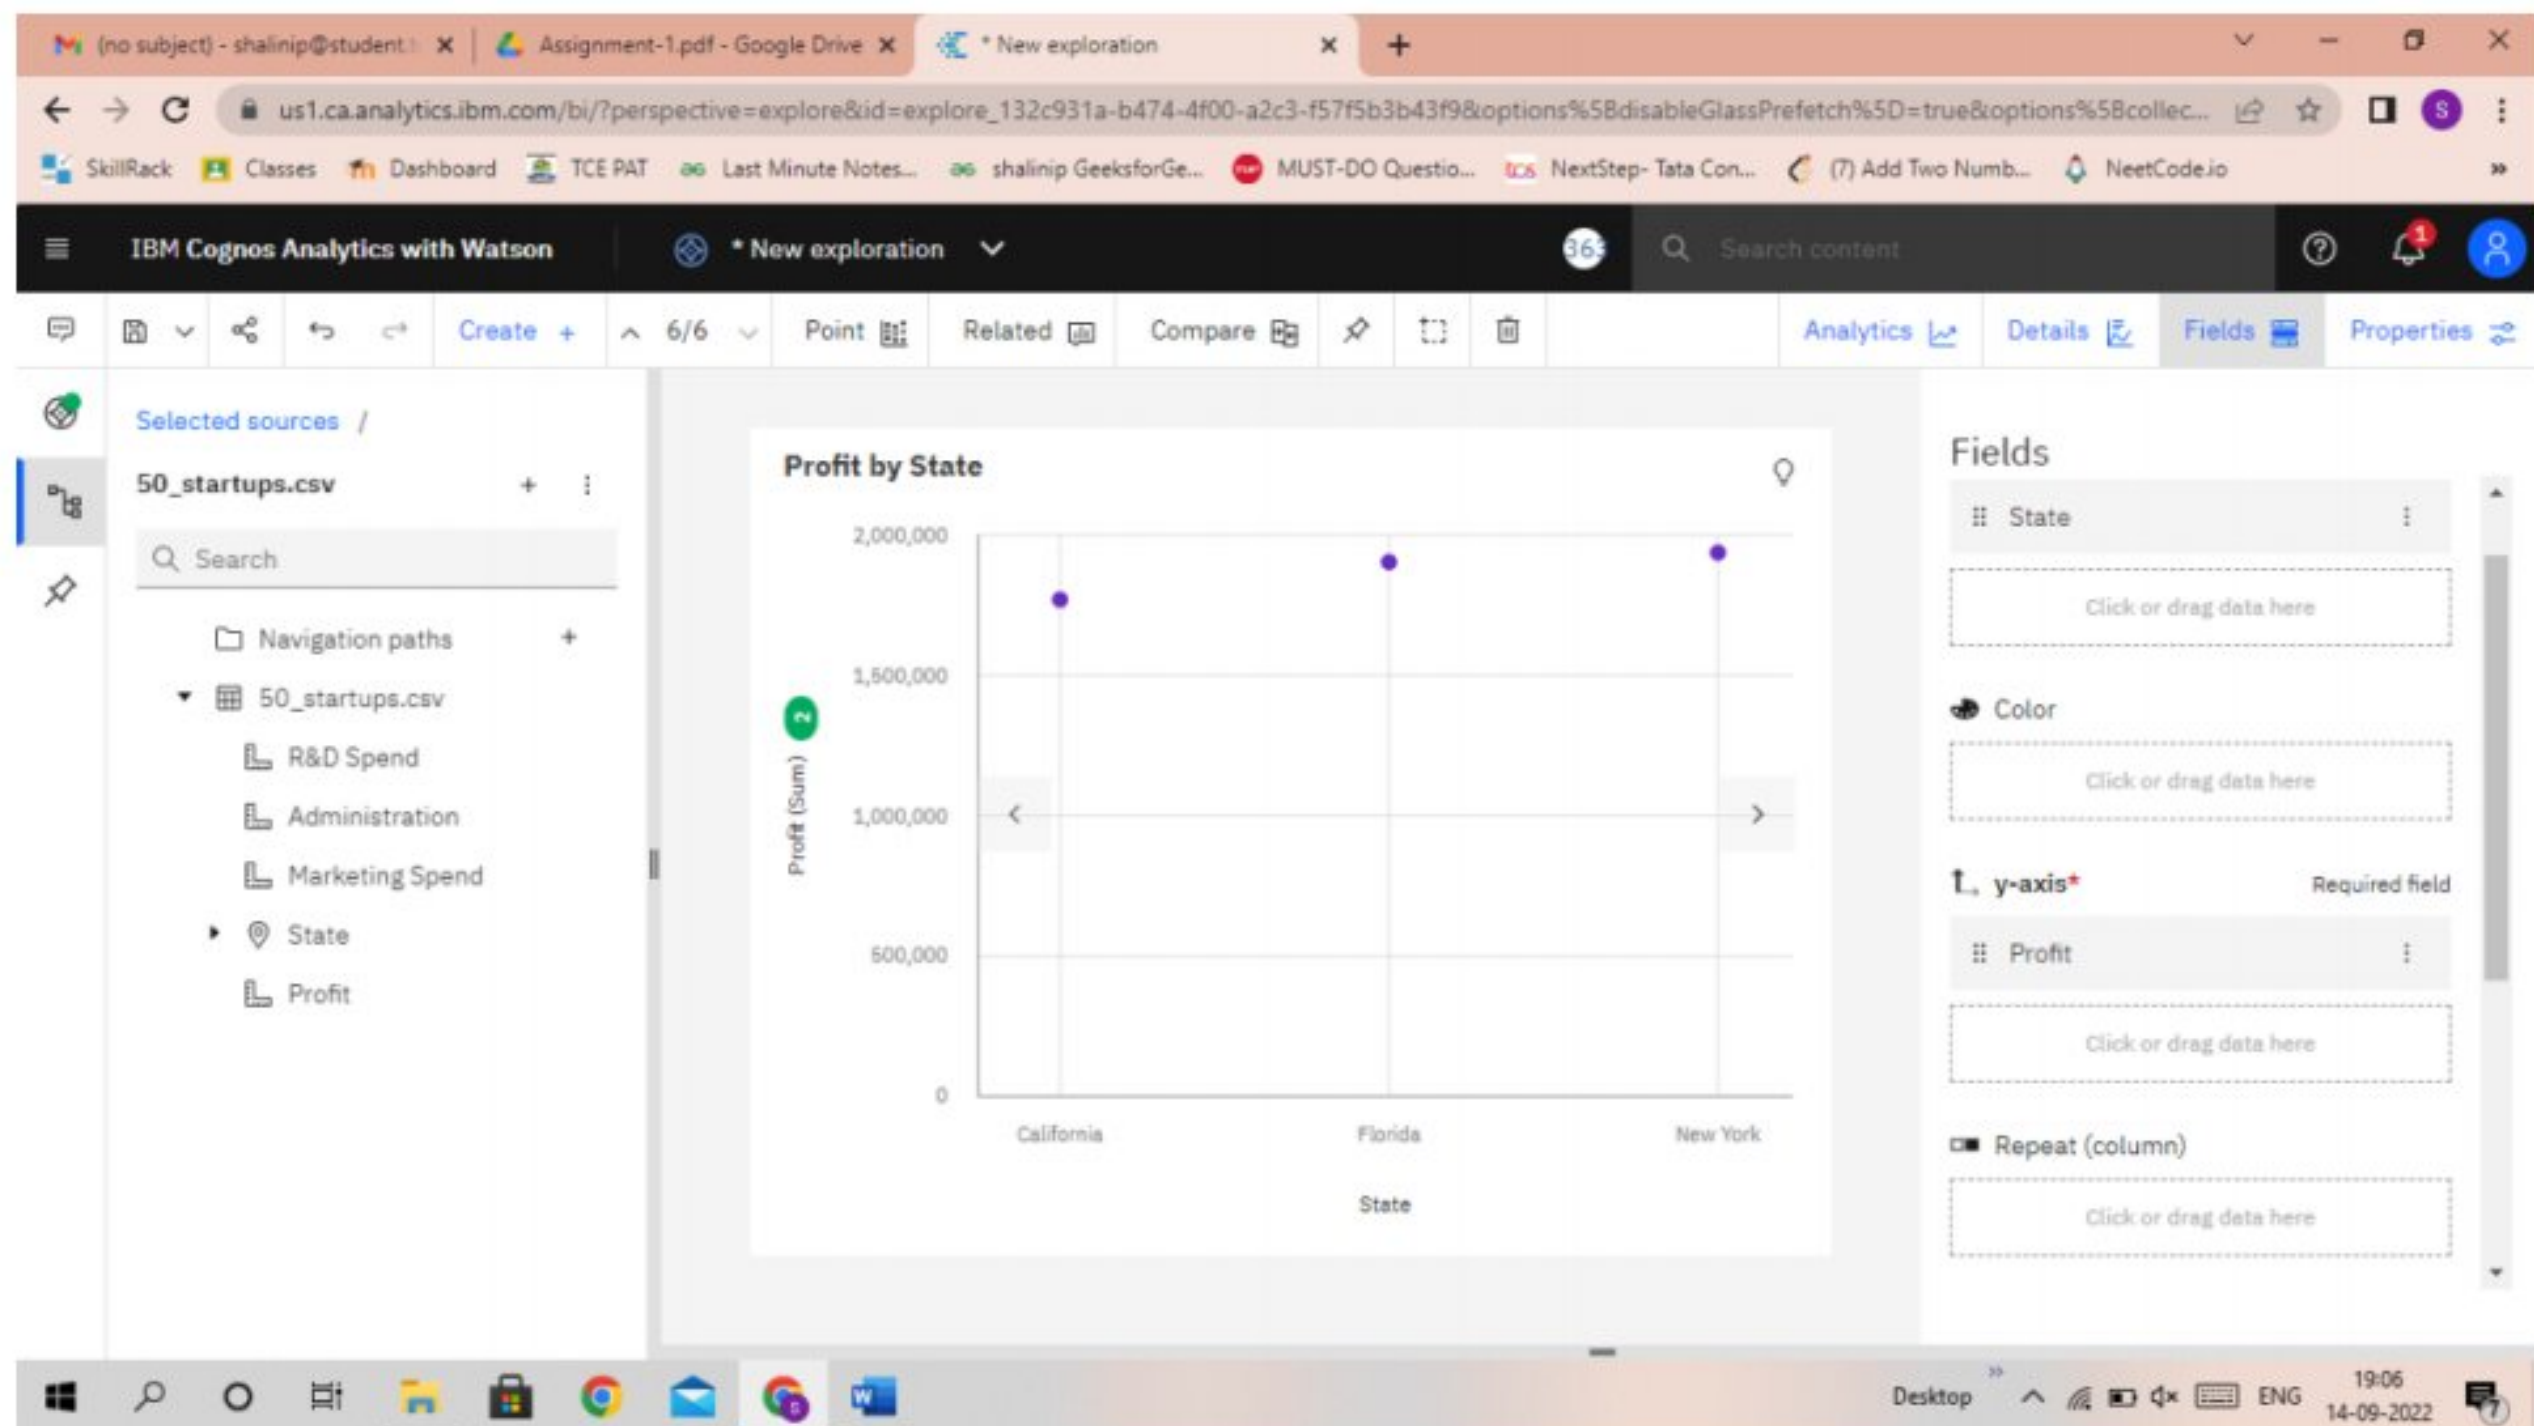 (no subject) - shalinip@student.t
Assignment-1.pdf - Google Drive
* New exploration
us1.ca.analytics.ibm.com/bi/?perspective=explore&id=explore_132c931a-b474-4f00-a2c3-f57f5b3b43f9&options%5BdisableGlassPrefetch%5D=true&options%5Bcollec...
S
SkillRack
Classes
Dashboard
TCE PAT
Last Minute Notes...
shalinip GeeksforGe...
MUST-DO Questio...
tcs
NextStep- Tata Con...
(7) Add Two Numb...
NeetCode.io
»
IBM Cognos Analytics with Watson
* New exploration
363
Search content
1
Create +
6/6
Point
Related
Compare
Analytics
Details
Fields
Properties
Selected sources /
50_startups.csv
Search
Navigation paths
50_startups.csv
R&D Spend
Administration
Marketing Spend
State
Profit
Profit by State
2,000,000
1,500,000
1,000,000
500,000
0
Profit (Sum)
2
California
Florida
New York
State
Fields
State
Click or drag data here
Color
Click or drag data here
y-axis*
Required field
Profit
Click or drag data here
Repeat (column)
Click or drag data here
Desktop
ENG
19:06
14-09-2022
7